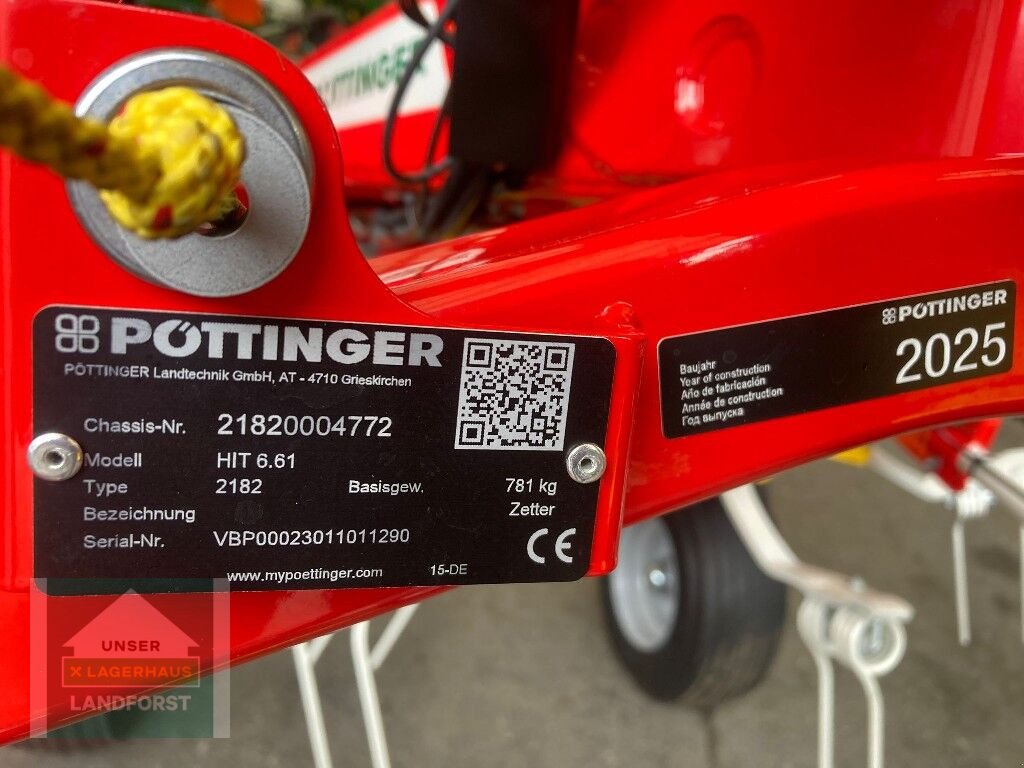 PÖTTINGER
PÖTTINGER
PÖTTINGER Landtechnik GmbH, AT - 4710 Grieskirchen
Chassis-Nr. 21820004772
Modell HIT 6.61
Type 2182 Basisgew. 781 kg
Bezeichnung Zetter
Serial-Nr. VBP00023011011290
CE
www.mypoettinger.com 15-DE
PÖTTINGER
2025
Baujahr
Year of construction
Año de fabricación
Année de construction
Год выпуска
UNSER
X LAGERHAUS
LANDFORST